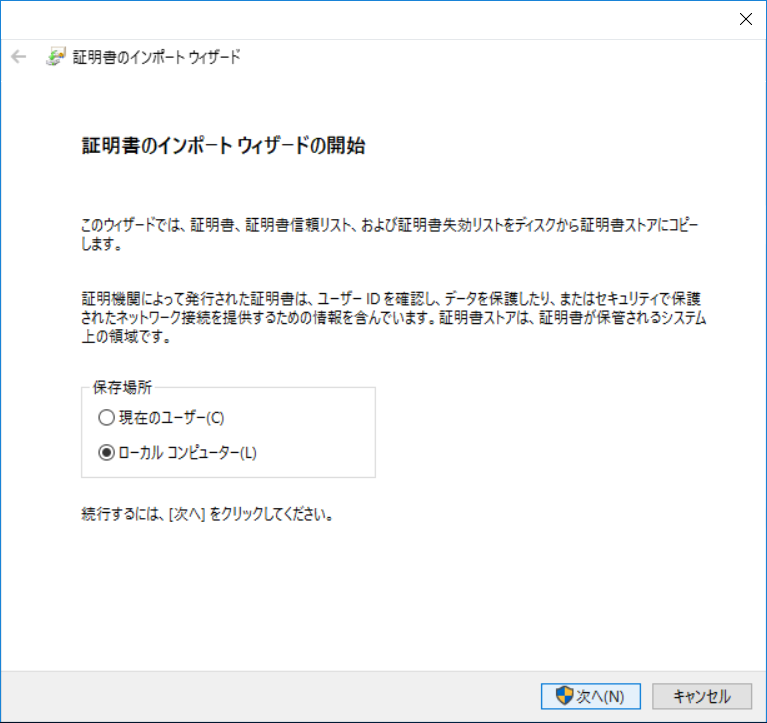 証明書のインポート ウィザード
証明書のインポート ウィザードの開始
このウィザードでは、証明書、証明書信頼リスト、および証明書失効リストをディスクから証明書ストアにコピー
します。
証明機関によって発行された証明書は、ユーザー ID を確認し、データを保護したり、またはセキュリティで保護
されたネットワーク接続を提供するための情報を含んでいます。証明書ストアは、証明書が保管されるシステム
上の領域です。
保存場所
現在のユーザー(C)
ローカル コンピューター(L)
続行するには、[次へ] をクリックしてください。
次へ(N)
キャンセル